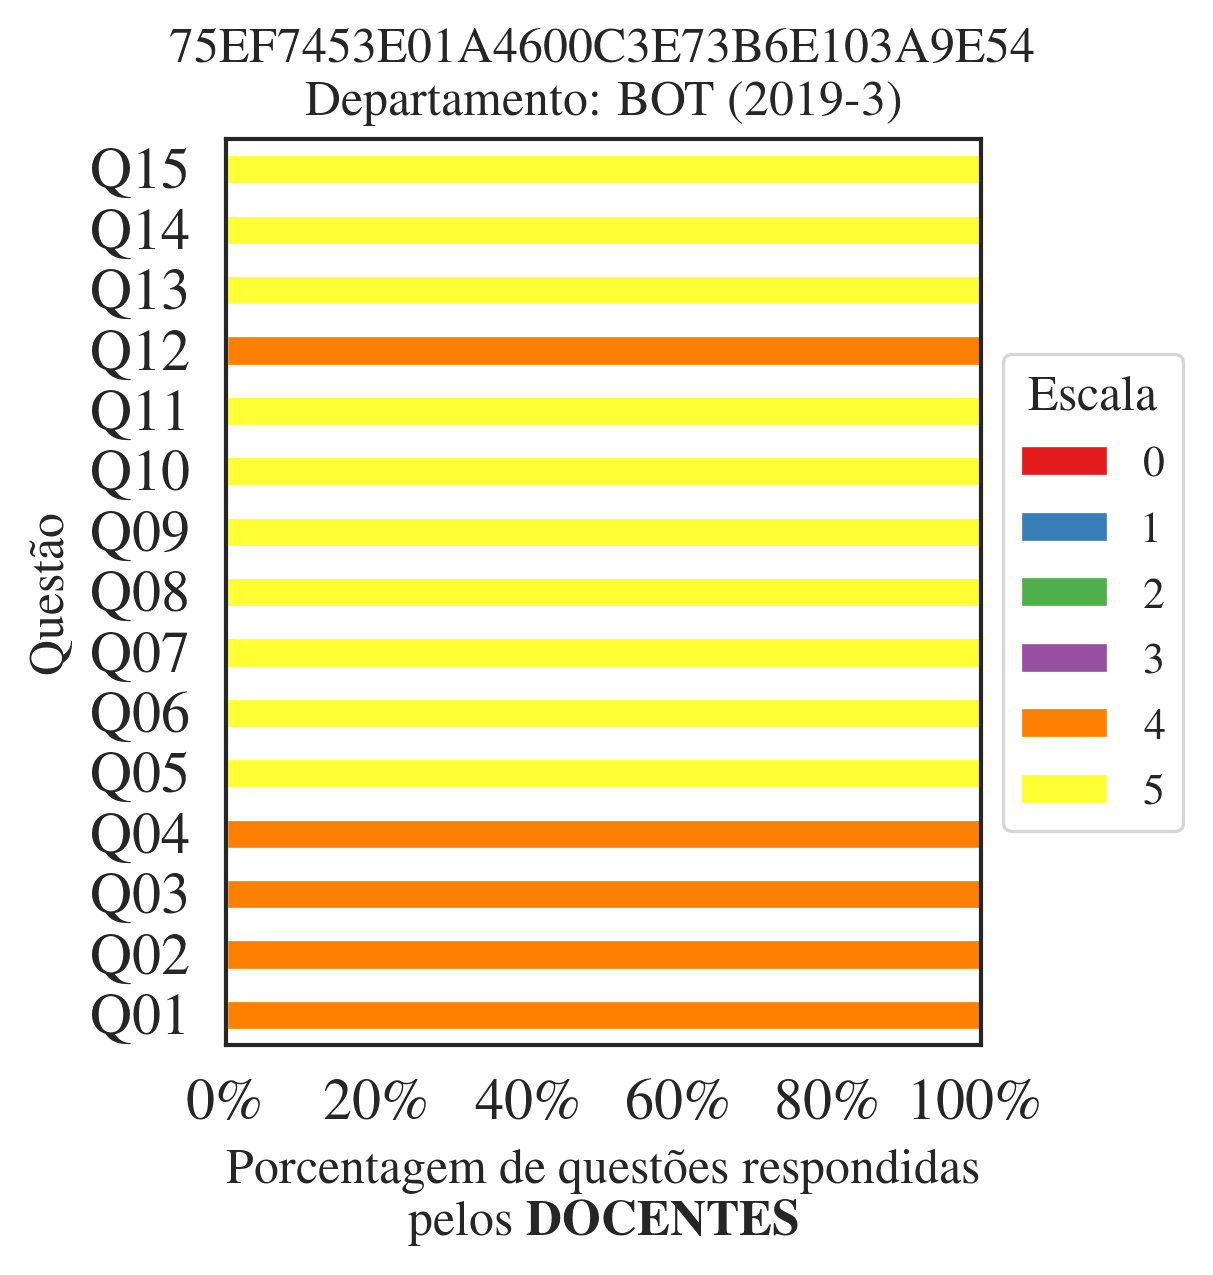 75EF7453E01A4600C3E73B6E103A9E54
Departamento: BOT (2019-3)
Questão
Q15
Q14
Q13
Q12
Q11
Q10
Q09
Q08
Q07
Q06
Q05
Q04
Q03
Q02
Q01
0% 20% 40% 60% 80% 100%
Porcentagem de questões respondidas
pelos DOCENTES
Escala
0
1
2
3
4
5